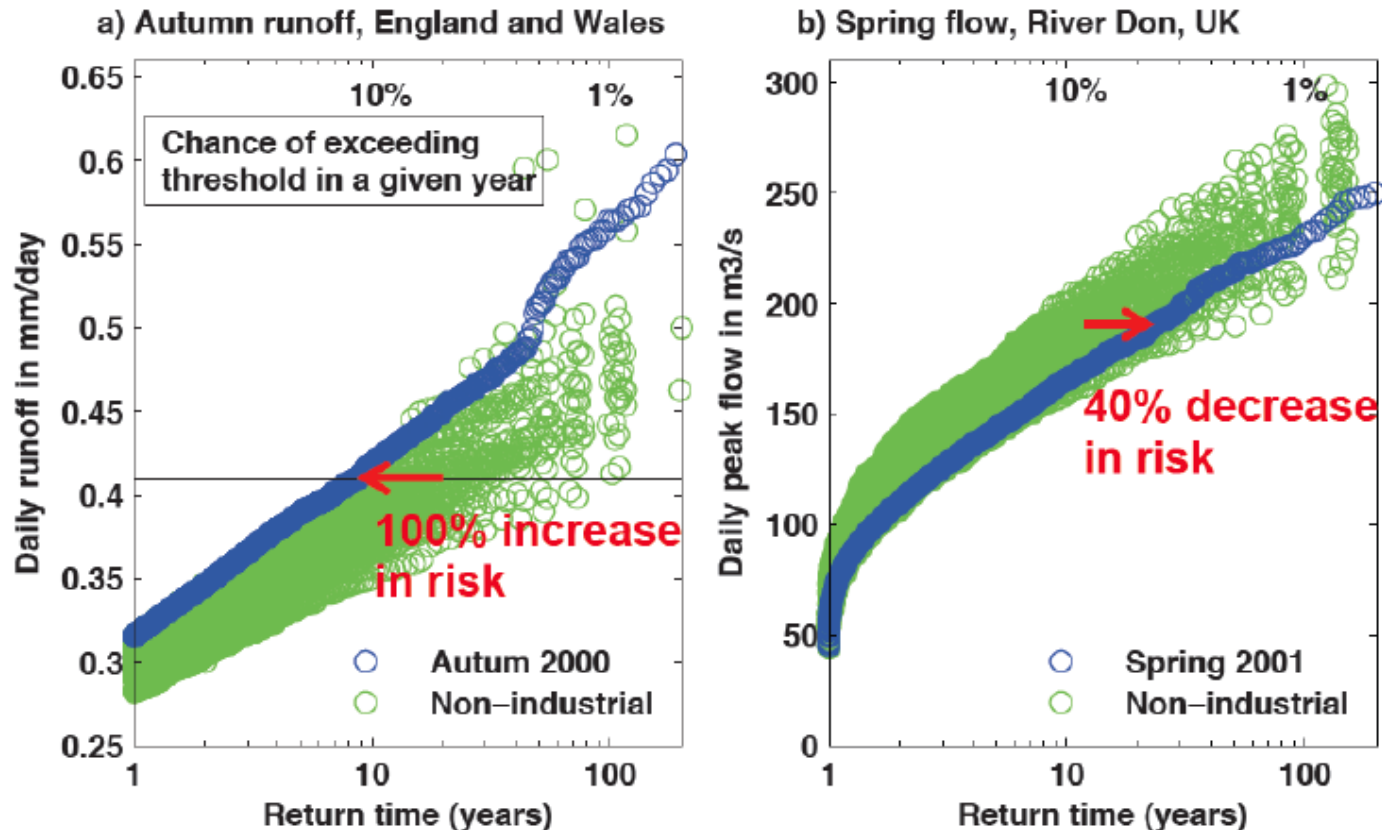 a) Autumn runoff, England and Wales
0.65
0.6
0.55
0.5
0.45
0.4
0.35
0.3
0.25
Daily runoff in mm/day
10%
1%
Chance of exceeding
threshold in a given year
100% increase
in risk
Autum 2000
Non-industrial
1
10
100
Return time (years)
b) Spring flow, River Don, UK
300
250
200
150
100
50
0
Daily peak flow in m3/s
10%
1%
40% decrease
in risk
Spring 2001
Non-industrial
1
10
100
Return time (years)